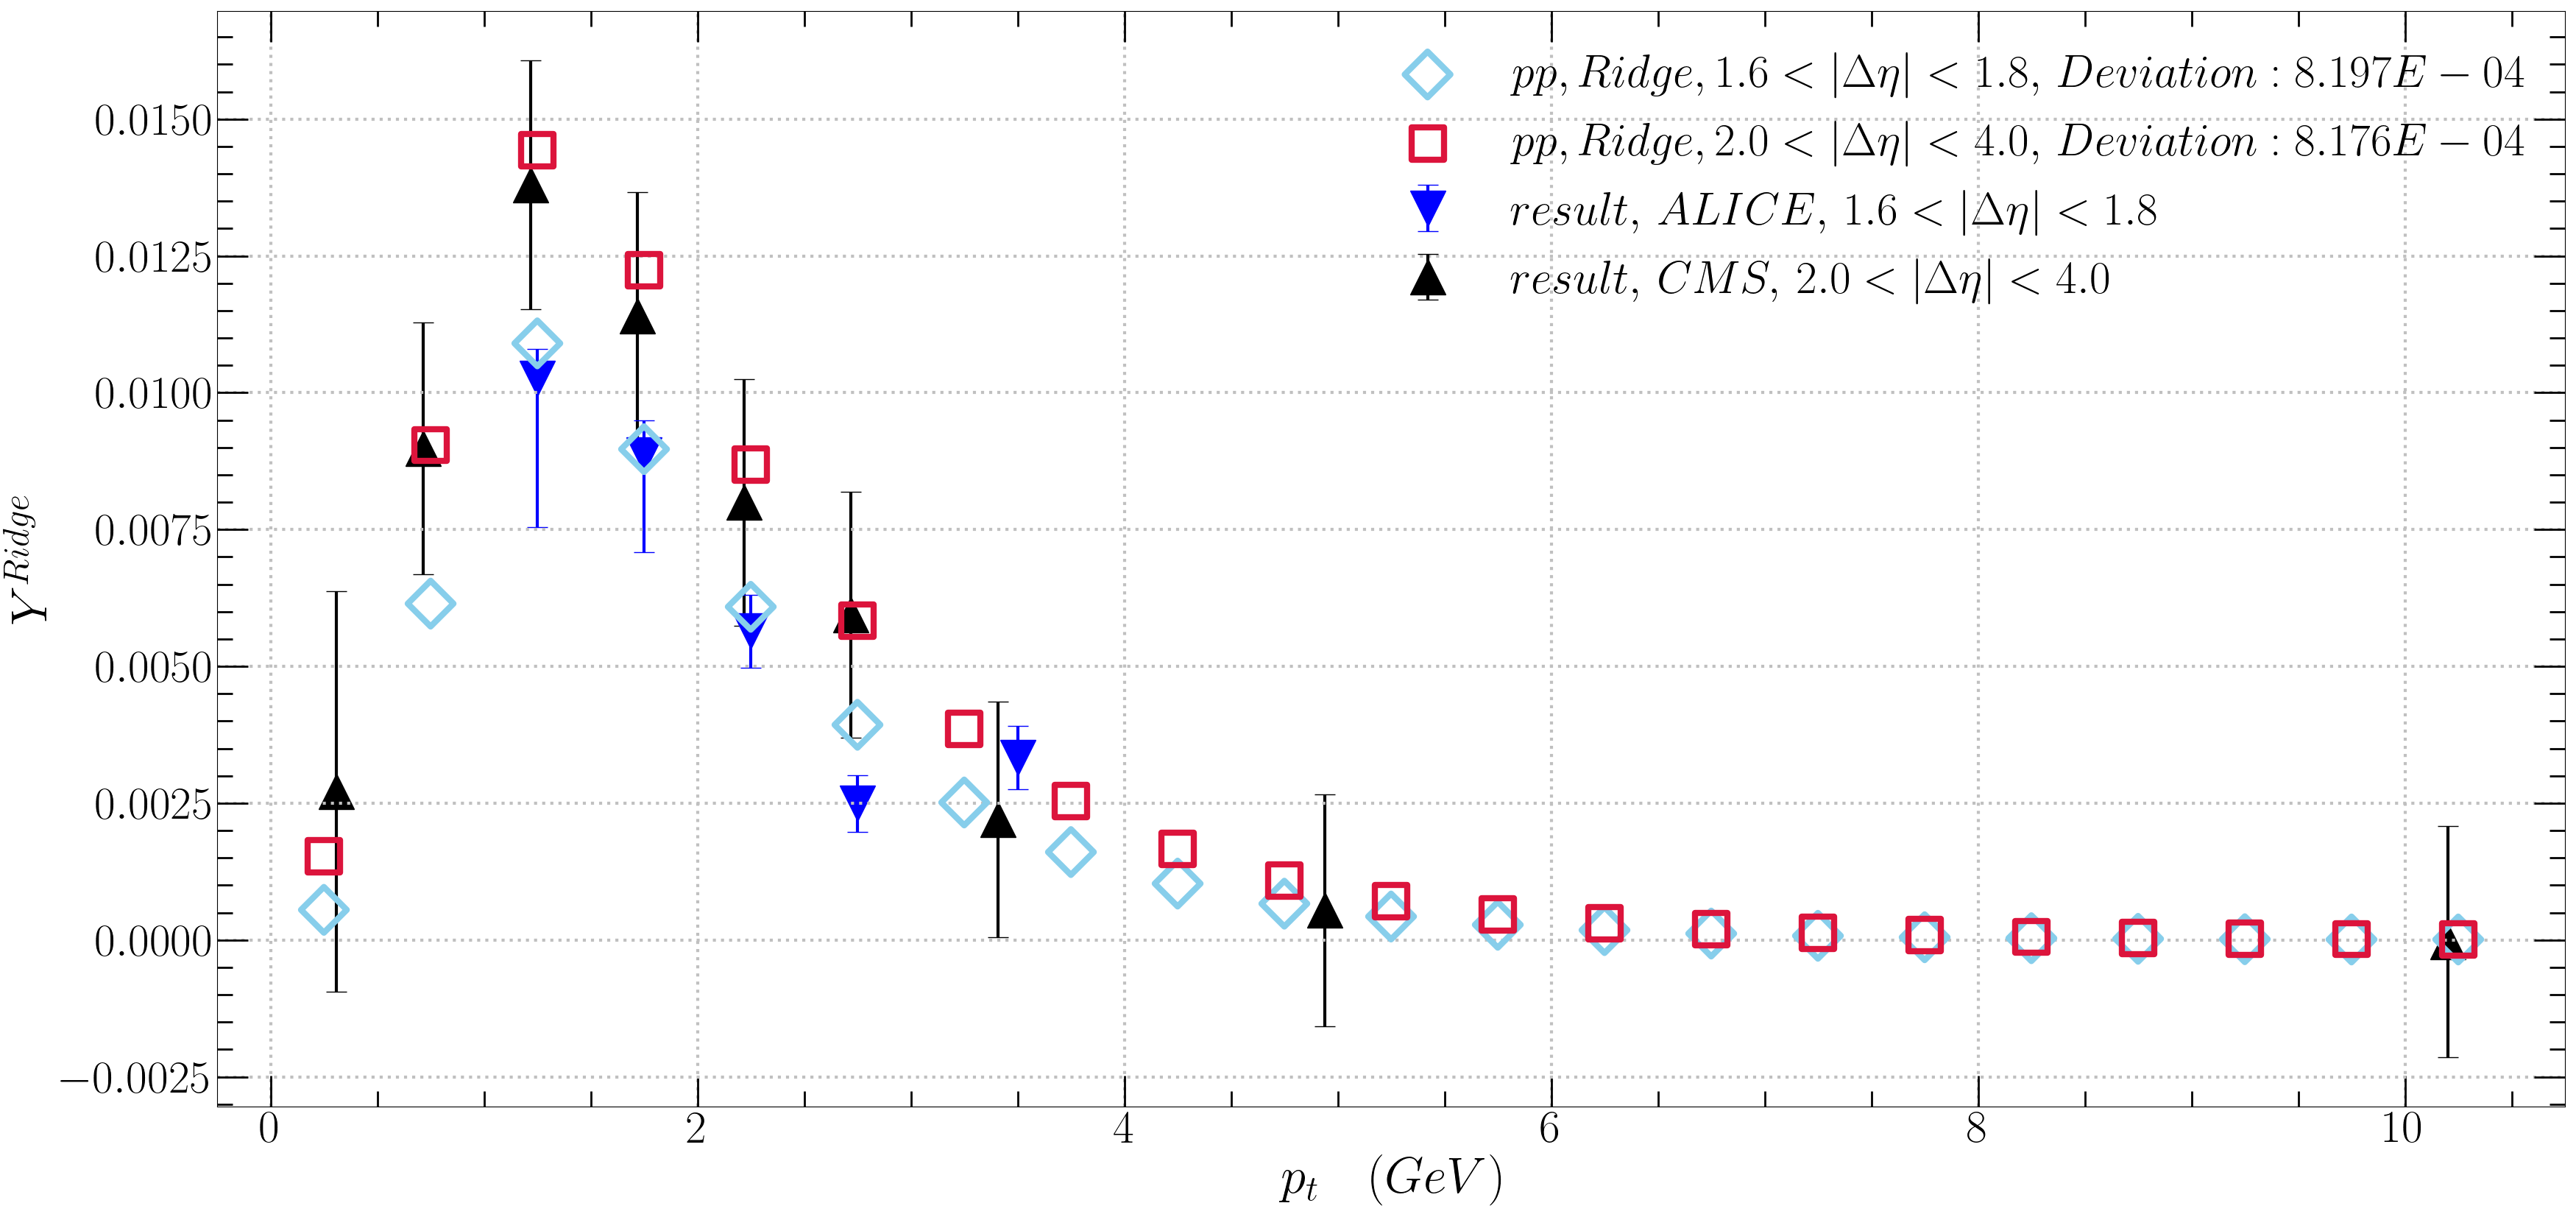 pp, Ridge, 1.6 < |Δη| < 1.8, Deviation : 8.197E − 04
pp, Ridge, 2.0 < |Δη| < 4.0, Deviation : 8.176E − 04
result, ALICE, 1.6 < |Δη| < 1.8
result, CMS, 2.0 < |Δη| < 4.0
0.0150
0.0125
0.0100
0.0075
0.0050
0.0025
0.0000
−0.0025
Y^{Ridge}
0 2 4 6 8 10
p_t (GeV)